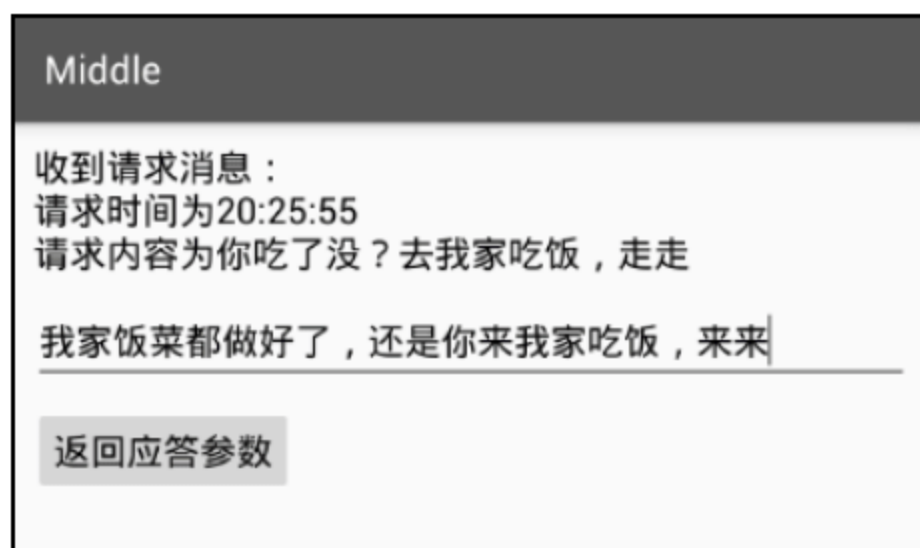 Middle
收到请求消息：
请求时间为20:25:55
请求内容为你吃了没？去我家吃饭，走走
我家饭菜都做好了，还是你来我家吃饭，来来
返回应答参数